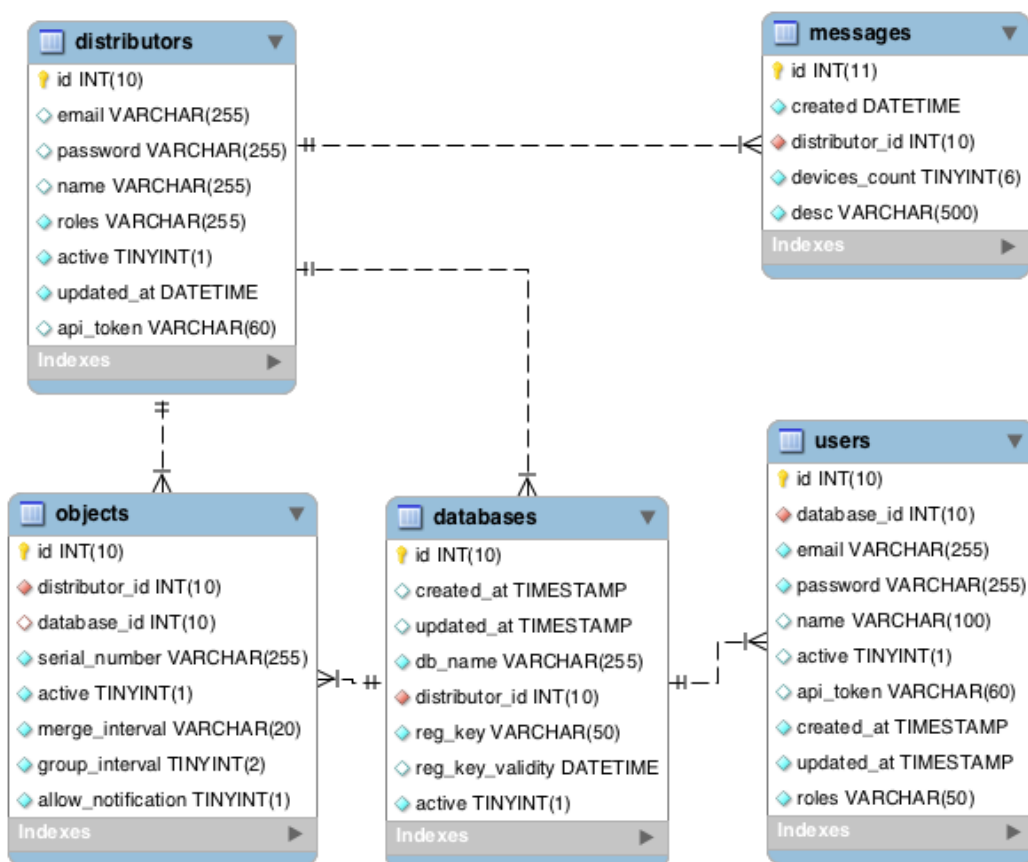 distributors
id INT(10)
email VARCHAR(255)
password VARCHAR(255)
name VARCHAR(255)
roles VARCHAR(255)
active TINYINT(1)
updated_at DATETIME
api_token VARCHAR(60)
Indexes
messages
id INT(11)
created DATETIME
distributor_id INT(10)
devices_count TINYINT(6)
desc VARCHAR(500)
Indexes
objects
id INT(10)
distributor_id INT(10)
database_id INT(10)
serial_number VARCHAR(255)
active TINYINT(1)
merge_interval VARCHAR(20)
group_interval TINYINT(2)
allow_notification TINYINT(1)
Indexes
databases
id INT(10)
created_at TIMESTAMP
updated_at TIMESTAMP
db_name VARCHAR(255)
distributor_id INT(10)
reg_key VARCHAR(50)
reg_key_validity DATETIME
active TINYINT(1)
Indexes
users
id INT(10)
database_id INT(10)
email VARCHAR(255)
password VARCHAR(255)
name VARCHAR(100)
active TINYINT(1)
api_token VARCHAR(60)
created_at TIMESTAMP
updated_at TIMESTAMP
roles VARCHAR(50)
Indexes